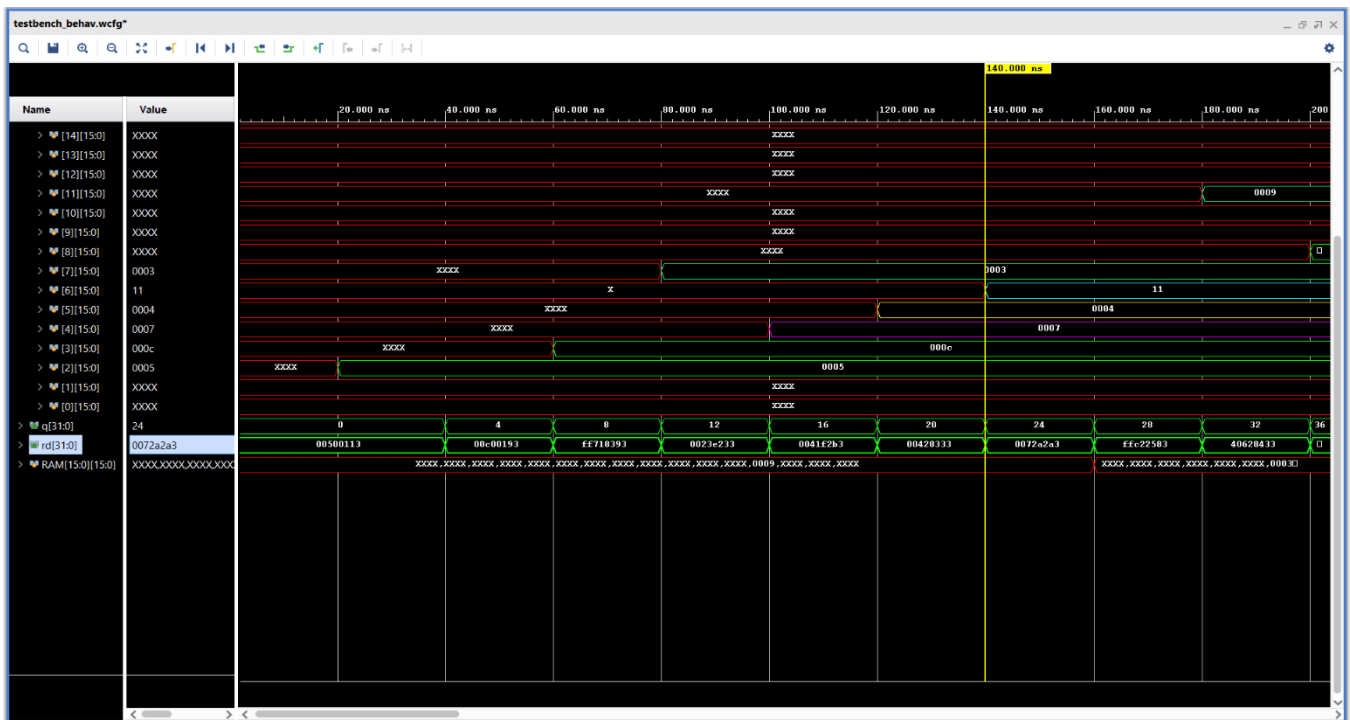 testbench_behav.wcfg*
140.000 ns
Name Value 20.000 ns 40.000 ns 60.000 ns 80.000 ns 100.000 ns 120.000 ns 140.000 ns 160.000 ns 180.000 ns 200
[14][15:0] XXXX XXXX
[13][15:0] XXXX XXXX
[12][15:0] XXXX XXXX
[11][15:0] XXXX XXXX 0009
[10][15:0] XXXX XXXX
[9][15:0] XXXX XXXX
[8][15:0] XXXX XXXX
[7][15:0] 0003 XXXX 0003
[6][15:0] 11 X 11
[5][15:0] 0004 XXXX 0004
[4][15:0] 0007 XXXX 0007
[3][15:0] 000c XXXX 000c
[2][15:0] 0005 XXXX 0005
[1][15:0] XXXX XXXX
[0][15:0] XXXX XXXX
q[31:0] 24 0 4 8 12 16 20 24 28 32 36
rd[31:0] 0072a2a3 00500113 00c00193 ff718393 0023e233 0041f2b3 00428333 0072a2a3 ffc22583 40628433
RAM[15:0][15:0] XXXX,XXXX,XXXX,XXX XXXX,XXXX,XXXX,XXXX,XXXX,XXXX,XXXX,XXXX,XXXX,XXXX,XXXX,XXXX,0009,XXXX,XXXX,XXXX XXXX,XXXX,XXXX,XXXX,XXXX,XXXX,0003